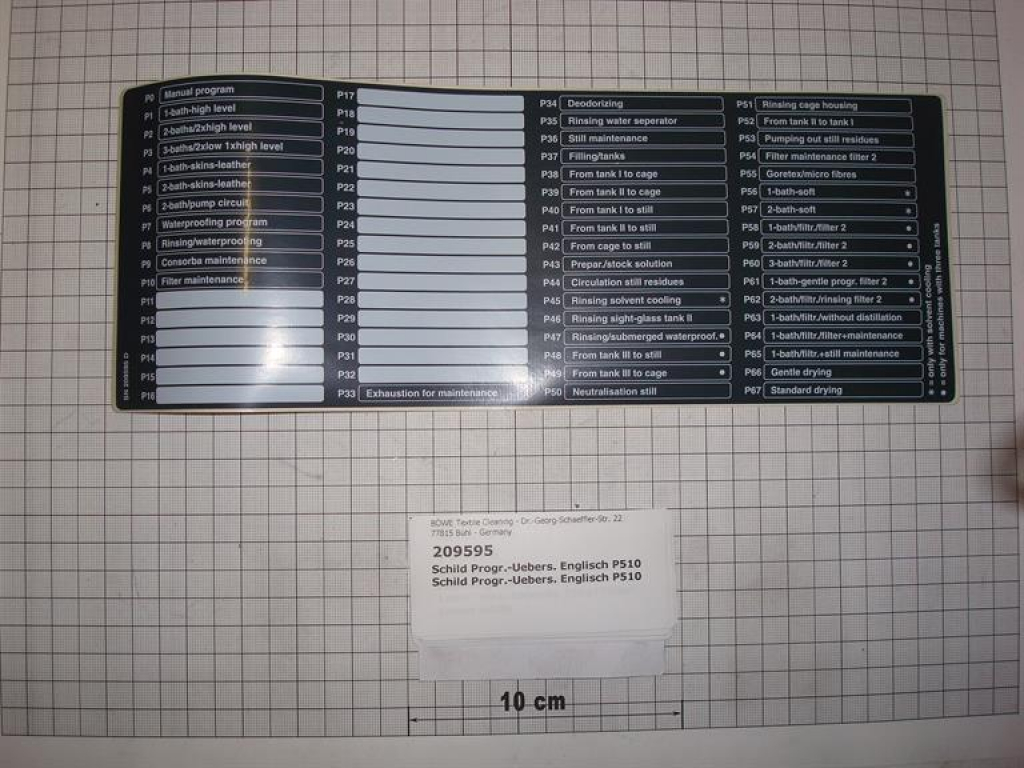 P0 Manual program
P1 1-bath-high level
P2 2-baths/2xhigh level
P3 3-baths/2xlow 1xhigh level
P4 1-bath-skins-leather
P5 2-bath-skins-leather
P6 2-bath/pump circuit
P7 Waterproofing program
P8 Rinsing/waterproofing
P9 Consorba maintenance
P10 Filter maintenance
P11
P12
P13
P14
P15
P16
P17
P18
P19
P20
P21
P22
P23
P24
P25
P26
P27
P28
P29
P30
P31
P32
P33 Exhaustion for maintenance
P34 Deodorizing
P35 Rinsing water seperator
P36 Still maintenance
P37 Filling/tanks
P38 From tank I to cage
P39 From tank II to cage
P40 From tank I to still
P41 From tank II to still
P42 From cage to still
P43 Prepar./stock solution
P44 Circulation still residues
P45 Rinsing solvent cooling *
P46 Rinsing sight-glass tank II
P47 Rinsing/submerged waterproof. •
P48 From tank III to still •
P49 From tank III to cage •
P50 Neutralisation still
P51 Rinsing cage housing
P52 From tank II to tank I
P53 Pumping out still residues
P54 Filter maintenance filter 2
P55 Goretex/micro fibres
P56 1-bath-soft *
P57 2-bath-soft *
P58 1-bath/filtr./filter 2 •
P59 2-bath/filtr./filter 2 •
P60 3-bath/filtr./filter 2 •
P61 1-bath-gentle progr. filter 2 •
P62 2-bath/filtr./rinsing filter 2 •
P63 1-bath/filtr./without distillation
P64 1-bath/filtr./filter+maintenance
P65 1-bath/filtr.+still maintenance
P66 Gentle drying
P67 Standard drying
* = only with solvent cooling
• = only for machines with three tanks
BÖWE Textile Cleaning - Dr.-Georg-Schaeffler-Str. 22
77815 Bühl - Germany
209595
Schild Progr.-Uebers. Englisch P510
Schild Progr.-Uebers. Englisch P510
10 cm